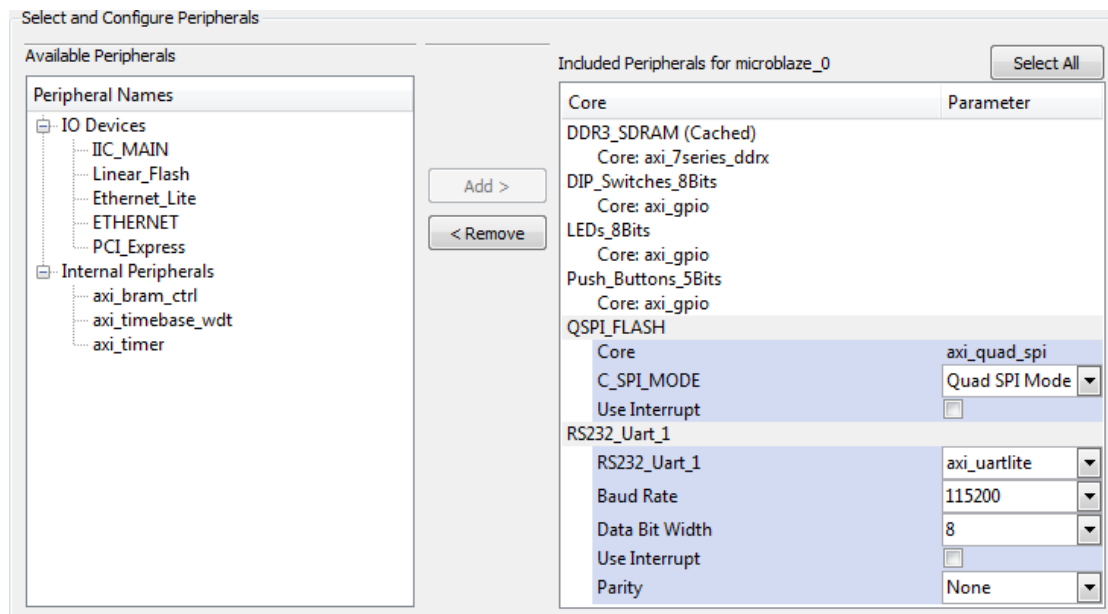 Select and Configure Peripherals
Available Peripherals
Peripheral Names
IO Devices
IIC_MAIN
Linear_Flash
Ethernet_Lite
ETHERNET
PCI_Express
Internal Peripherals
axi_bram_ctrl
axi_timebase_wdt
axi_timer
Add >
< Remove
Included Peripherals for microblaze_0
Select All
Core Parameter
DDR3_SDRAM (Cached)
Core: axi_7series_ddrx
DIP_Switches_8Bits
Core: axi_gpio
LEDs_8Bits
Core: axi_gpio
Push_Buttons_5Bits
Core: axi_gpio
QSPI_FLASH
Core axi_quad_spi
C_SPI_MODE Quad SPI Mode
Use Interrupt
RS232_Uart_1
RS232_Uart_1 axi_uartlite
Baud Rate 115200
Data Bit Width 8
Use Interrupt
Parity None